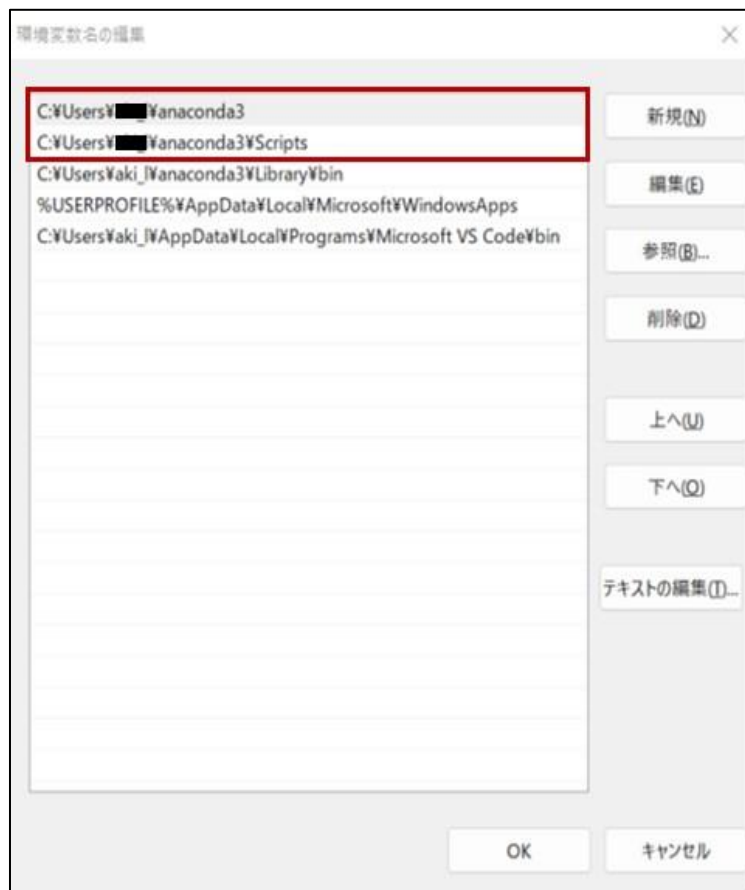 環境変数名の編集
C:¥Users¥ ¥anaconda3
C:¥Users¥ ¥anaconda3¥Scripts
C:¥Users¥aki_l¥anaconda3¥Library¥bin
%USERPROFILE%¥AppData¥Local¥Microsoft¥WindowsApps
C:¥Users¥aki_l¥AppData¥Local¥Programs¥Microsoft VS Code¥bin
新規(N)
編集(E)
参照(B)...
削除(D)
上へ(U)
下へ(O)
テキストの編集(T)...
OK
キャンセル